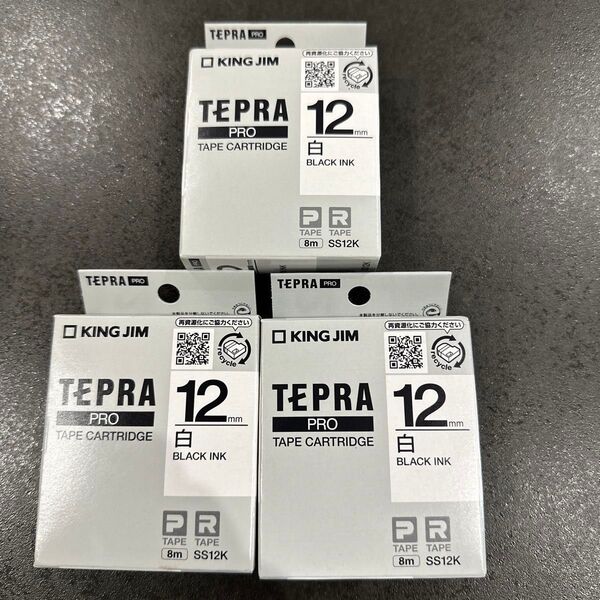 TEPRA PRO
KING JIM
再資源化にご協力ください
recycle
TEPRA
PRO
TAPE CARTRIDGE
12mm
白
BLACK INK
P R
TAPE TAPE
8m SS12K
TEPRA PRO
KING JIM
再資源化にご協力ください
recycle
TEPRA
PRO
TAPE CARTRIDGE
12mm
白
BLACK INK
P R
TAPE TAPE
8m SS12K
TEPRA PRO
KING JIM
再資源化にご協力ください
recycle
TEPRA
PRO
TAPE CARTRIDGE
12mm
白
BLACK INK
P R
TAPE TAPE
8m SS12K